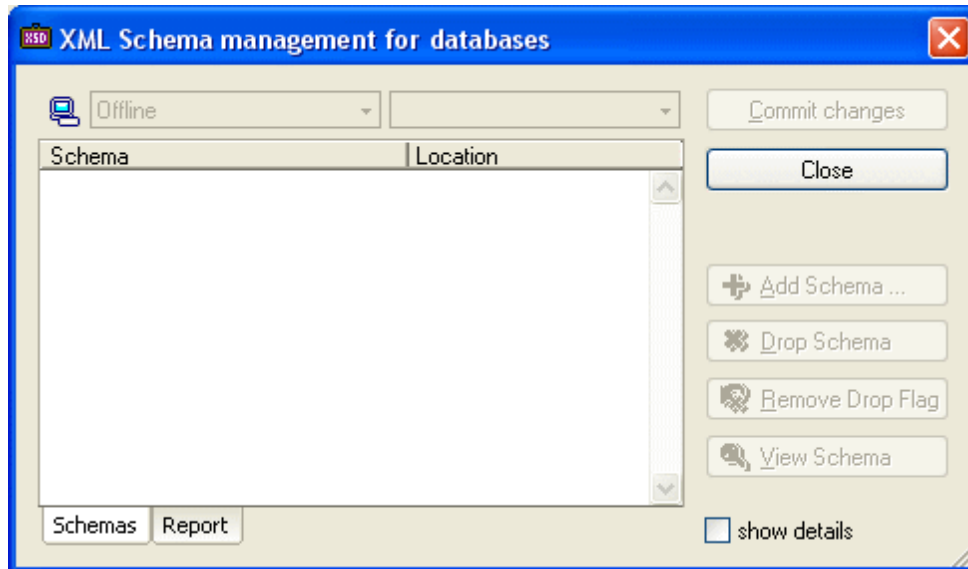 XSD XML Schema management for databases
Offline
Commit changes
Schema Location
Close
Add Schema ...
Drop Schema
Remove Drop Flag
View Schema
Schemas Report
show details